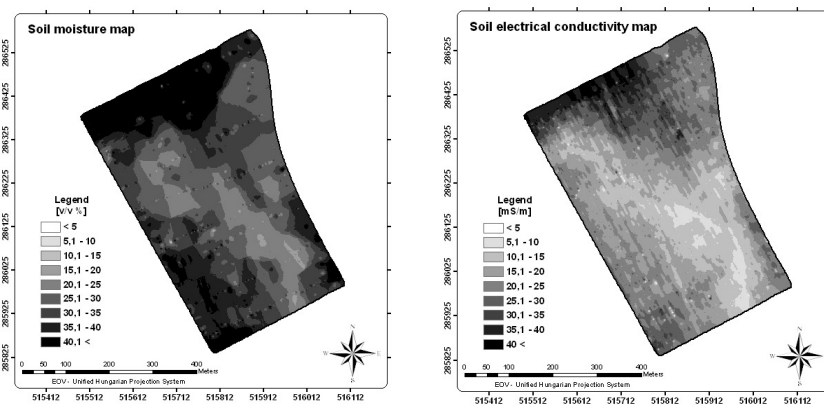 Soil moisture map
286525
286425
286325
286225
286125
286025
285925
285825
Legend
[v/v %]
< 5
5,1 - 10
10,1 - 15
15,1 - 20
20,1 - 25
25,1 - 30
30,1 - 35
35,1 - 40
40,1 <
N
W
E
0 50 100 200 300 400
Meters
EOV - Unified Hungarian Projection System
515412 515512 515612 515712 515812 515912 516012 516112
Soil electrical conductivity map
286525
286425
286325
286225
286125
286025
285925
285825
Legend
[mS/m]
< 5
5,1 - 10
10,1 - 15
15,1 - 20
20,1 - 25
25,1 - 30
30,1 - 35
35,1 - 40
40 <
N
W
E
0 50 100 200 300 400
Meters
EOV - Unified Hungarian Projection System
515412 515512 515612 515712 515812 515912 516012 516112